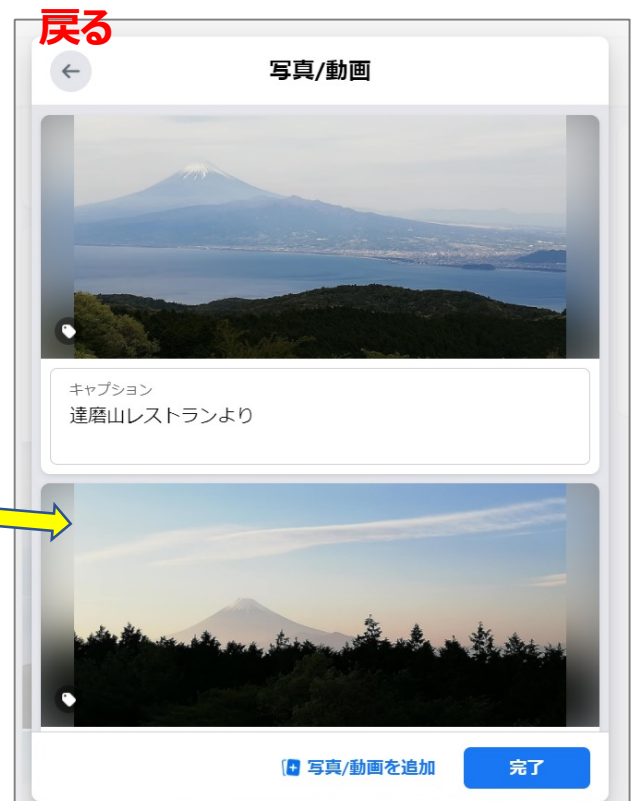 戻る
写真/動画
キャプション
達磨山レストランより
写真/動画を追加
完了